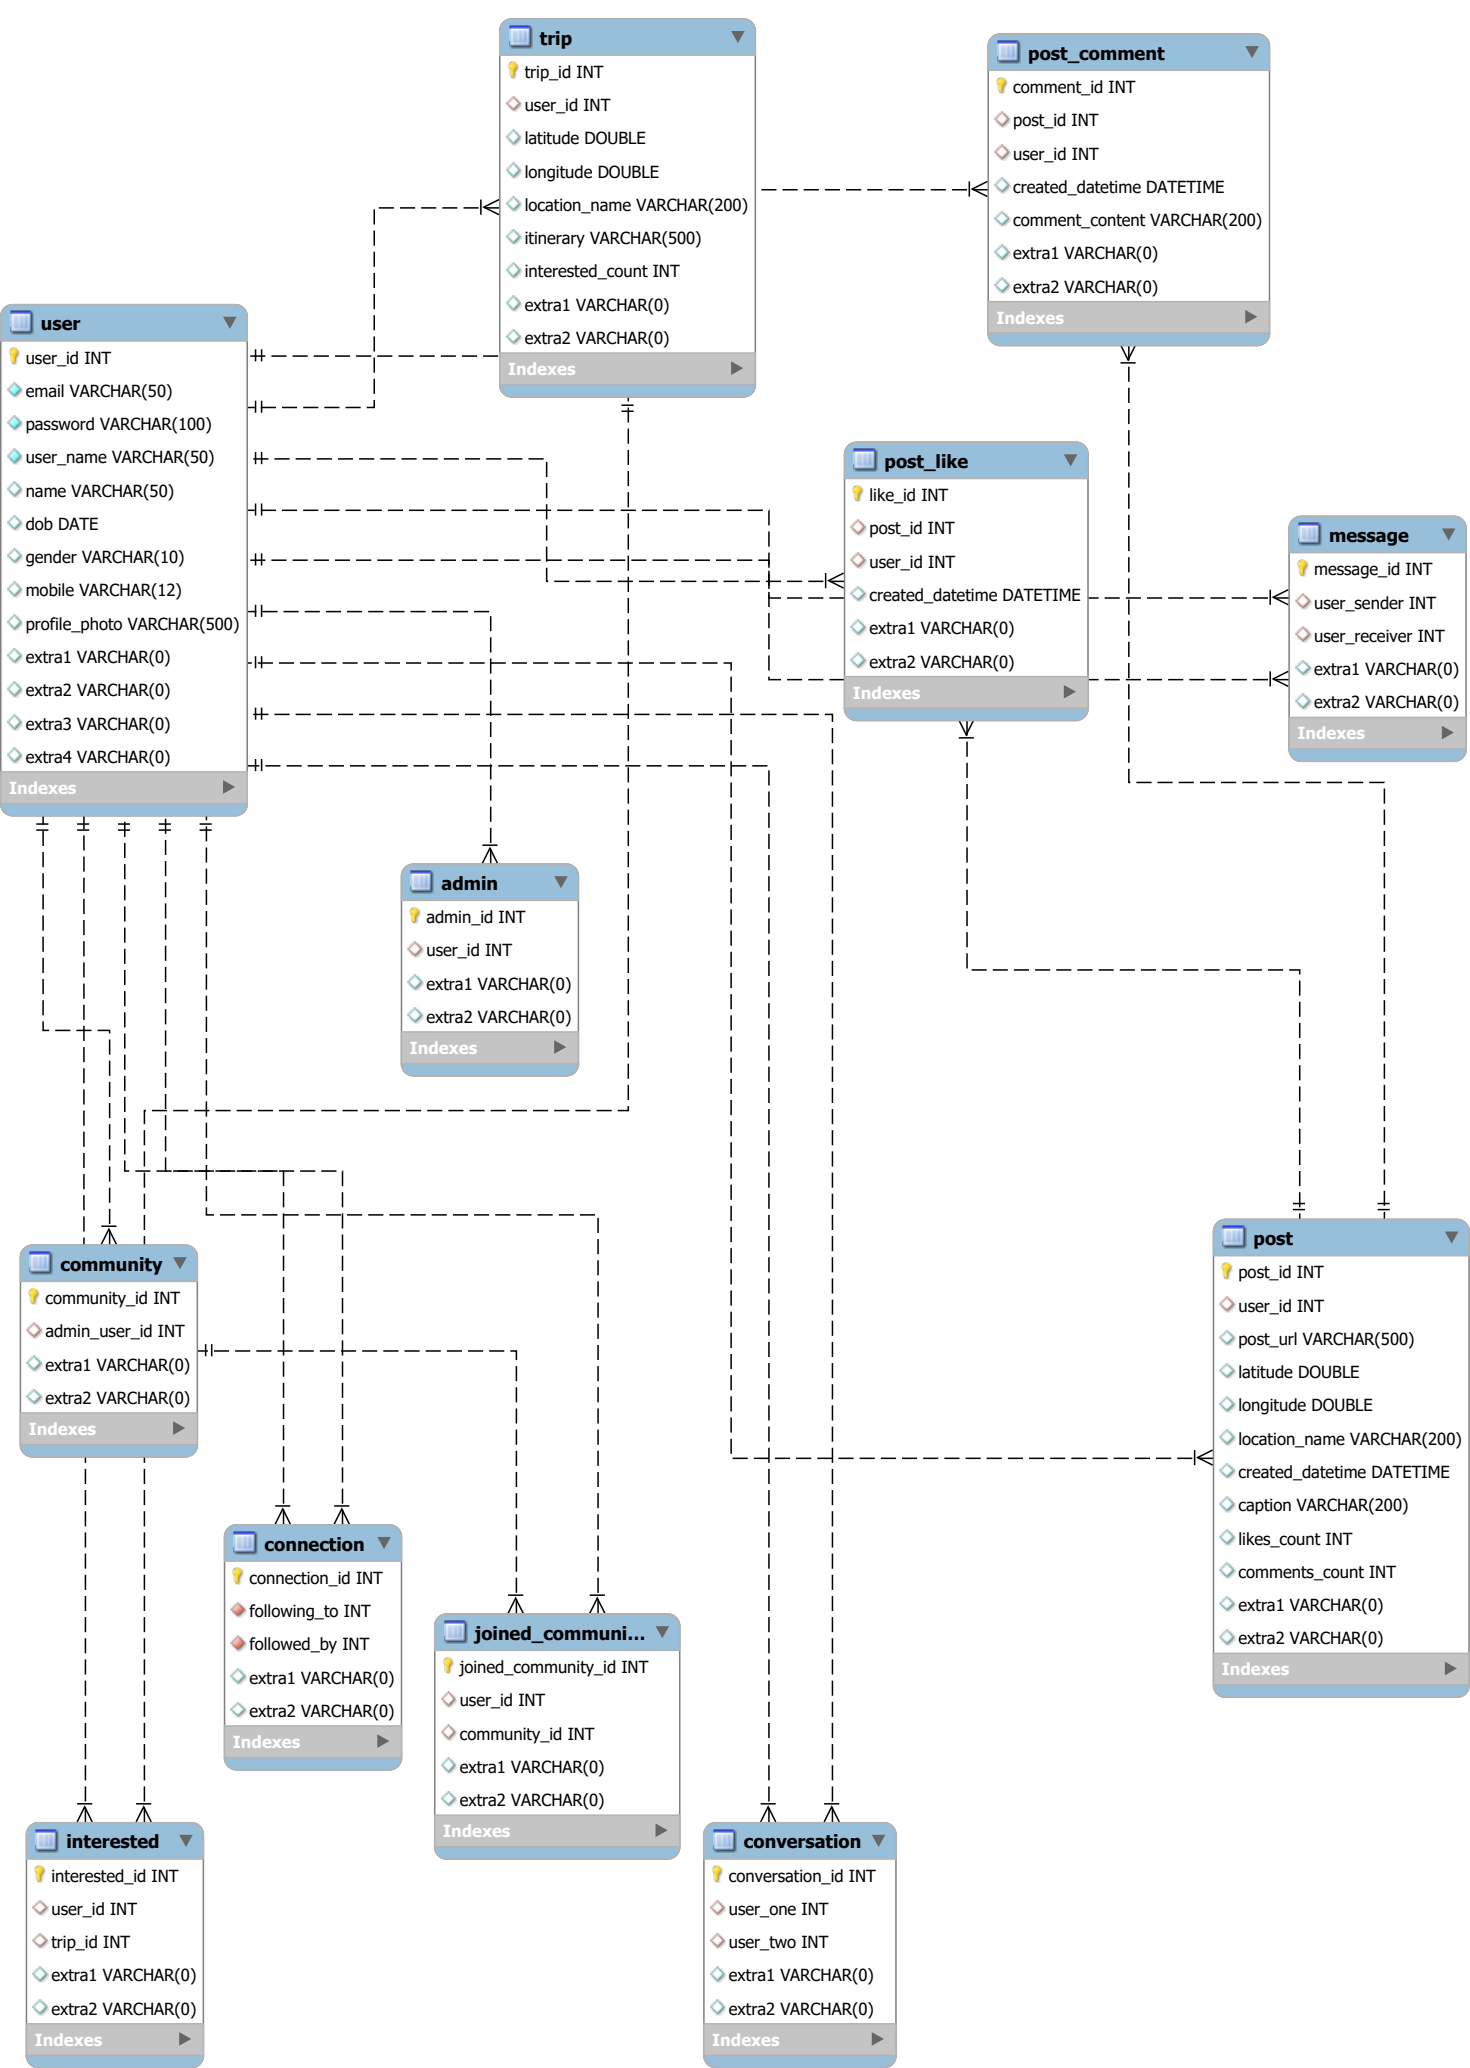 trip
trip_id INT
user_id INT
latitude DOUBLE
longitude DOUBLE
location_name VARCHAR(200)
itinerary VARCHAR(500)
interested_count INT
extra1 VARCHAR(0)
extra2 VARCHAR(0)
Indexes
post_comment
comment_id INT
post_id INT
user_id INT
created_datetime DATETIME
comment_content VARCHAR(200)
extra1 VARCHAR(0)
extra2 VARCHAR(0)
Indexes
user
user_id INT
email VARCHAR(50)
password VARCHAR(100)
user_name VARCHAR(50)
name VARCHAR(50)
dob DATE
gender VARCHAR(10)
mobile VARCHAR(12)
profile_photo VARCHAR(500)
extra1 VARCHAR(0)
extra2 VARCHAR(0)
extra3 VARCHAR(0)
extra4 VARCHAR(0)
Indexes
post_like
like_id INT
post_id INT
user_id INT
created_datetime DATETIME
extra1 VARCHAR(0)
extra2 VARCHAR(0)
Indexes
message
message_id INT
user_sender INT
user_receiver INT
extra1 VARCHAR(0)
extra2 VARCHAR(0)
Indexes
admin
admin_id INT
user_id INT
extra1 VARCHAR(0)
extra2 VARCHAR(0)
Indexes
community
community_id INT
admin_user_id INT
extra1 VARCHAR(0)
extra2 VARCHAR(0)
Indexes
post
post_id INT
user_id INT
post_url VARCHAR(500)
latitude DOUBLE
longitude DOUBLE
location_name VARCHAR(200)
created_datetime DATETIME
caption VARCHAR(200)
likes_count INT
comments_count INT
extra1 VARCHAR(0)
extra2 VARCHAR(0)
Indexes
connection
connection_id INT
following_to INT
followed_by INT
extra1 VARCHAR(0)
extra2 VARCHAR(0)
Indexes
joined_communi...
joined_community_id INT
user_id INT
community_id INT
extra1 VARCHAR(0)
extra2 VARCHAR(0)
Indexes
interested
interested_id INT
user_id INT
trip_id INT
extra1 VARCHAR(0)
extra2 VARCHAR(0)
Indexes
conversation
conversation_id INT
user_one INT
user_two INT
extra1 VARCHAR(0)
extra2 VARCHAR(0)
Indexes